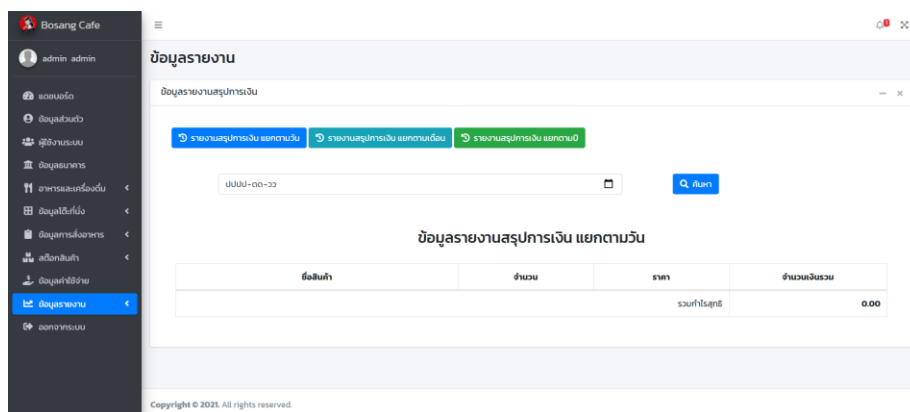 Bosang Cafe
admin admin
แดชบอร์ด
ข้อมูลส่วนตัว
ผู้ใช้งานระบบ
ข้อมูลธนาคาร
อาหารและเครื่องดื่ม
ข้อมูลโต๊ะที่นั่ง
ข้อมูลการสั่งอาหาร
สต๊อกสินค้า
ข้อมูลค่าใช้จ่าย
ข้อมูลรายงาน
ออกจากระบบ
ข้อมูลรายงาน
ข้อมูลรายงานสรุปการเงิน
รายงานสรุปการเงิน แยกตามวัน รายงานสรุปการเงิน แยกตามเดือน รายงานสรุปการเงิน แยกตามปี
ปปปป-ดด-วว ค้นหา
ข้อมูลรายงานสรุปการเงิน แยกตามวัน
ชื่อสินค้า จำนวน ราคา จำนวนเงินรวม
รวมกำไรสุทธิ 0.00
Copyright © 2021. All rights reserved.